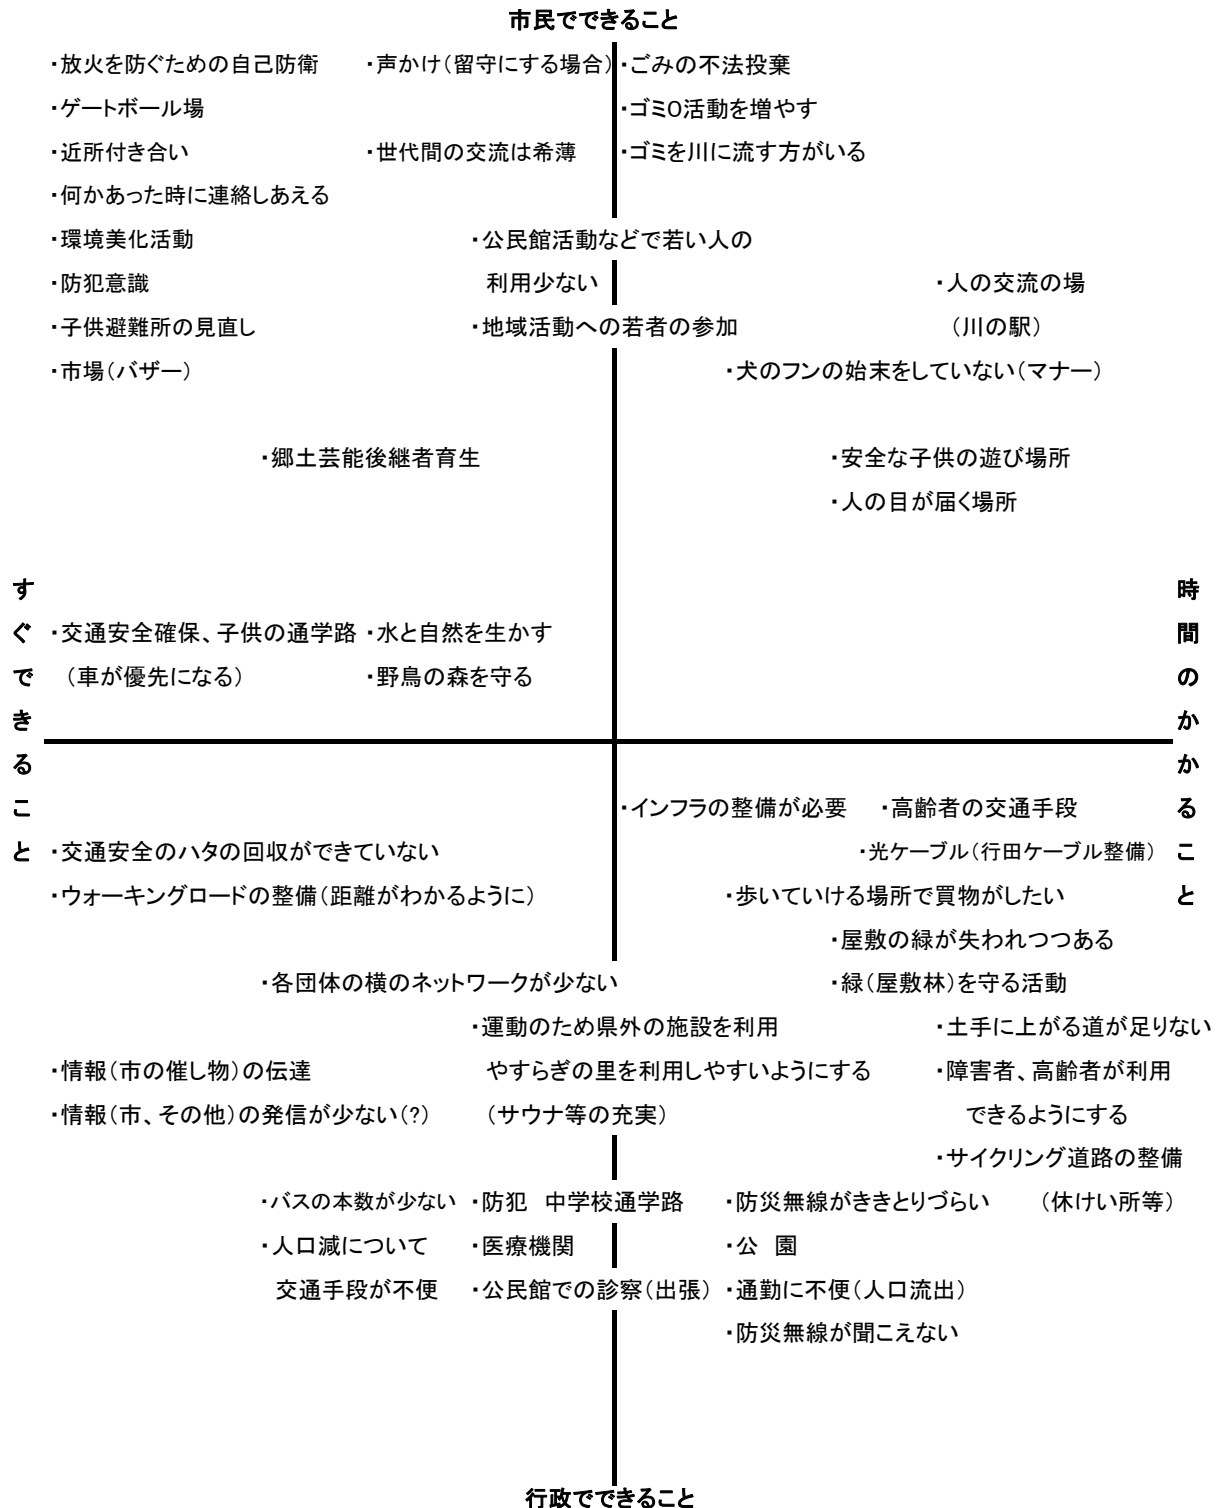 市民でできること
・放火を防ぐための自己防衛 ・声かけ(留守にする場合) ・ごみの不法投棄
・ゲートボール場 ・ゴミ0活動を増やす
・近所付き合い ・世代間の交流は希薄 ・ゴミを川に流す方がいる
・何かあった時に連絡しあえる
・環境美化活動 ・公民館活動などで若い人の
・防犯意識 利用少ない ・人の交流の場
・子供避難所の見直し ・地域活動への若者の参加 (川の駅)
・市場(バザー) ・犬のフンの始末をしていない(マナー)
・郷土芸能後継者育生 ・安全な子供の遊び場所
・人の目が届く場所
すぐできること
時間のかかること
・交通安全確保、子供の通学路 ・水と自然を生かす
(車が優先になる) ・野鳥の森を守る
・インフラの整備が必要 ・高齢者の交通手段
・交通安全のハタの回収ができていない ・光ケーブル(行田ケーブル整備)
・ウォーキングロードの整備(距離がわかるように) ・歩いていける場所で買物がしたい
・屋敷の緑が失われつつある
・各団体の横のネットワークが少ない ・緑(屋敷林)を守る活動
・運動のため県外の施設を利用 ・土手に上がる道が足りない
・情報(市の催し物)の伝達 やすらぎの里を利用しやすいようにする ・障害者、高齢者が利用
・情報(市、その他)の発信が少ない(?) (サウナ等の充実) できるようにする
・サイクリング道路の整備
・バスの本数が少ない ・防犯 中学校通学路 ・防災無線がききとりづらい (休けい所等)
・人口減について ・医療機関 ・公 園
交通手段が不便 ・公民館での診察(出張) ・通勤に不便(人口流出)
・防災無線が聞こえない
行政でできること